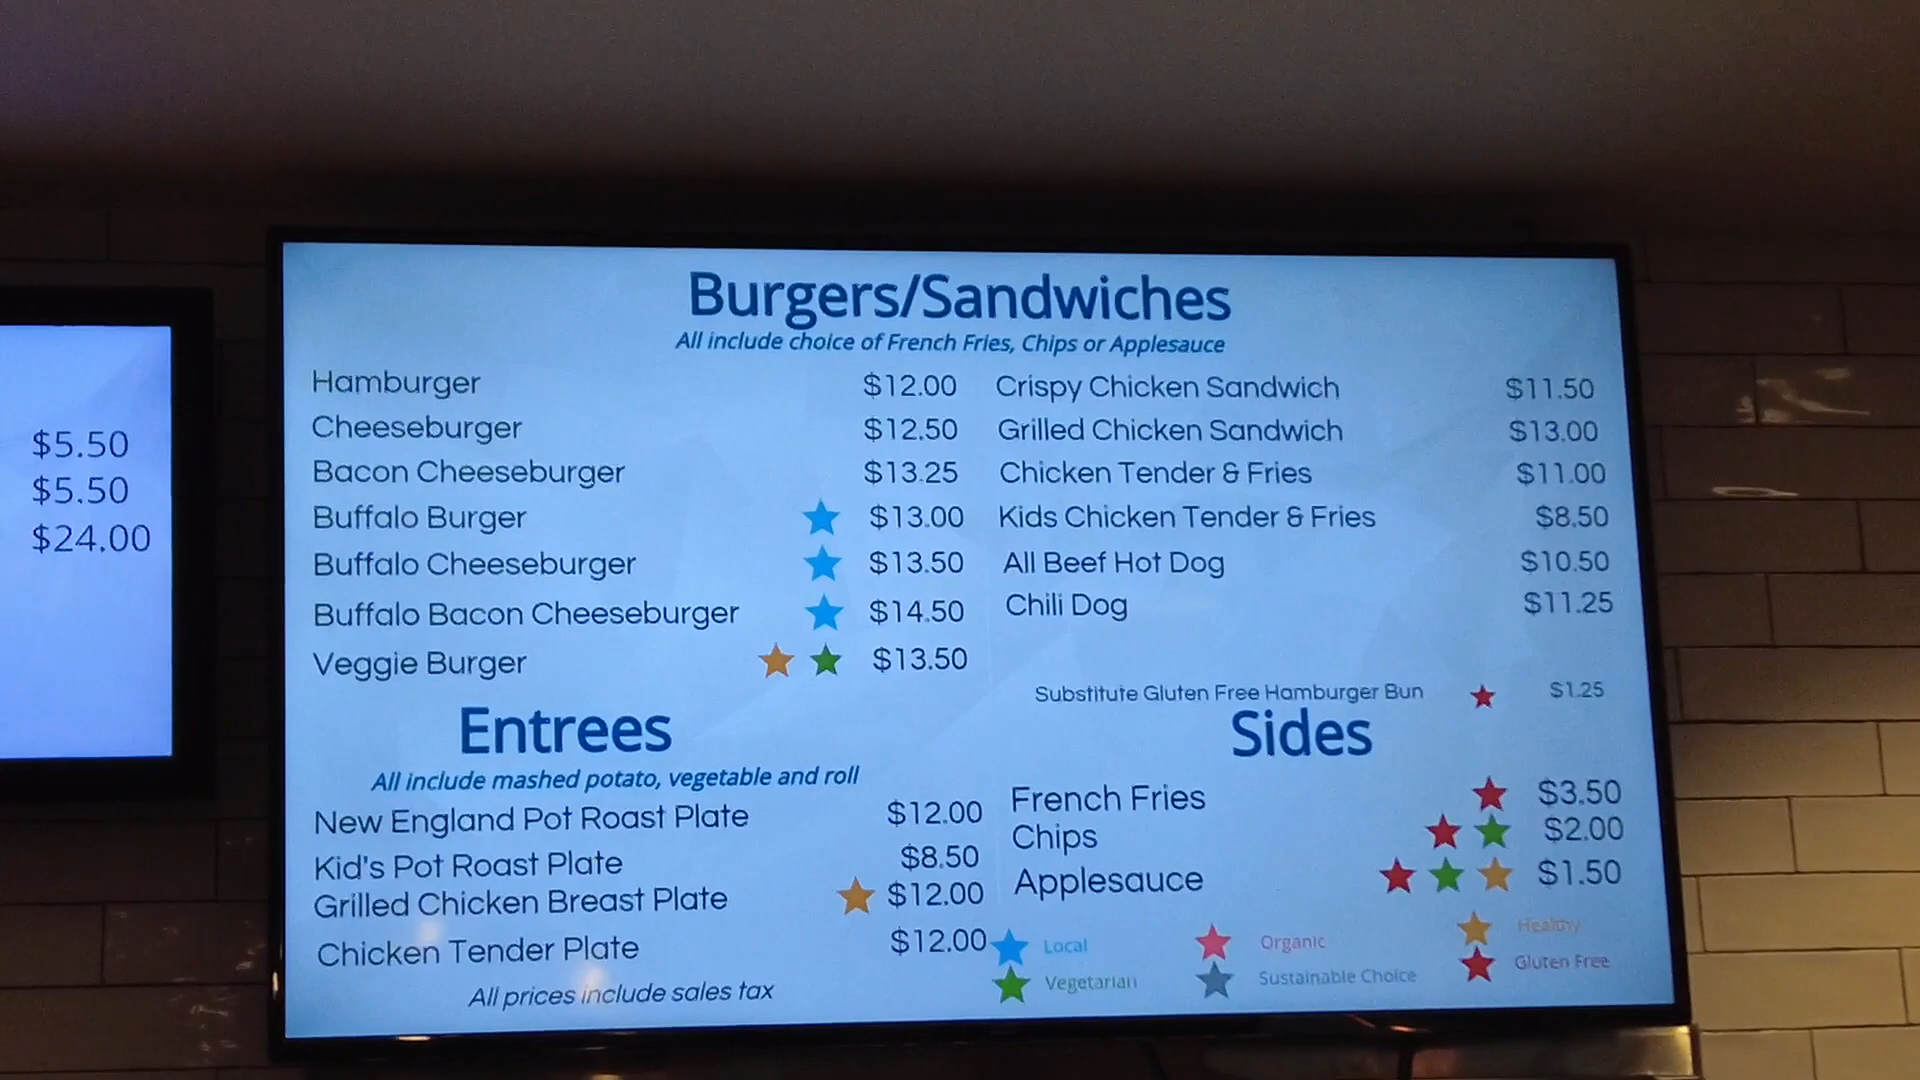 $5.50
$5.50
$24.00
Burgers/Sandwiches
All include choice of French Fries, Chips or Applesauce
Hamburger $12.00
Cheeseburger $12.50
Bacon Cheeseburger $13.25
Buffalo Burger $13.00
Buffalo Cheeseburger $13.50
Buffalo Bacon Cheeseburger $14.50
Veggie Burger $13.50
Crispy Chicken Sandwich $11.50
Grilled Chicken Sandwich $13.00
Chicken Tender & Fries $11.00
Kids Chicken Tender & Fries $8.50
All Beef Hot Dog $10.50
Chili Dog $11.25
Substitute Gluten Free Hamburger Bun $1.25
Entrees
All include mashed potato, vegetable and roll
New England Pot Roast Plate $12.00
Kid's Pot Roast Plate $8.50
Grilled Chicken Breast Plate $12.00
Chicken Tender Plate $12.00
All prices include sales tax
Sides
French Fries $3.50
Chips $2.00
Applesauce $1.50
Local Organic Healthy
Vegetarian Sustainable Choice Gluten Free